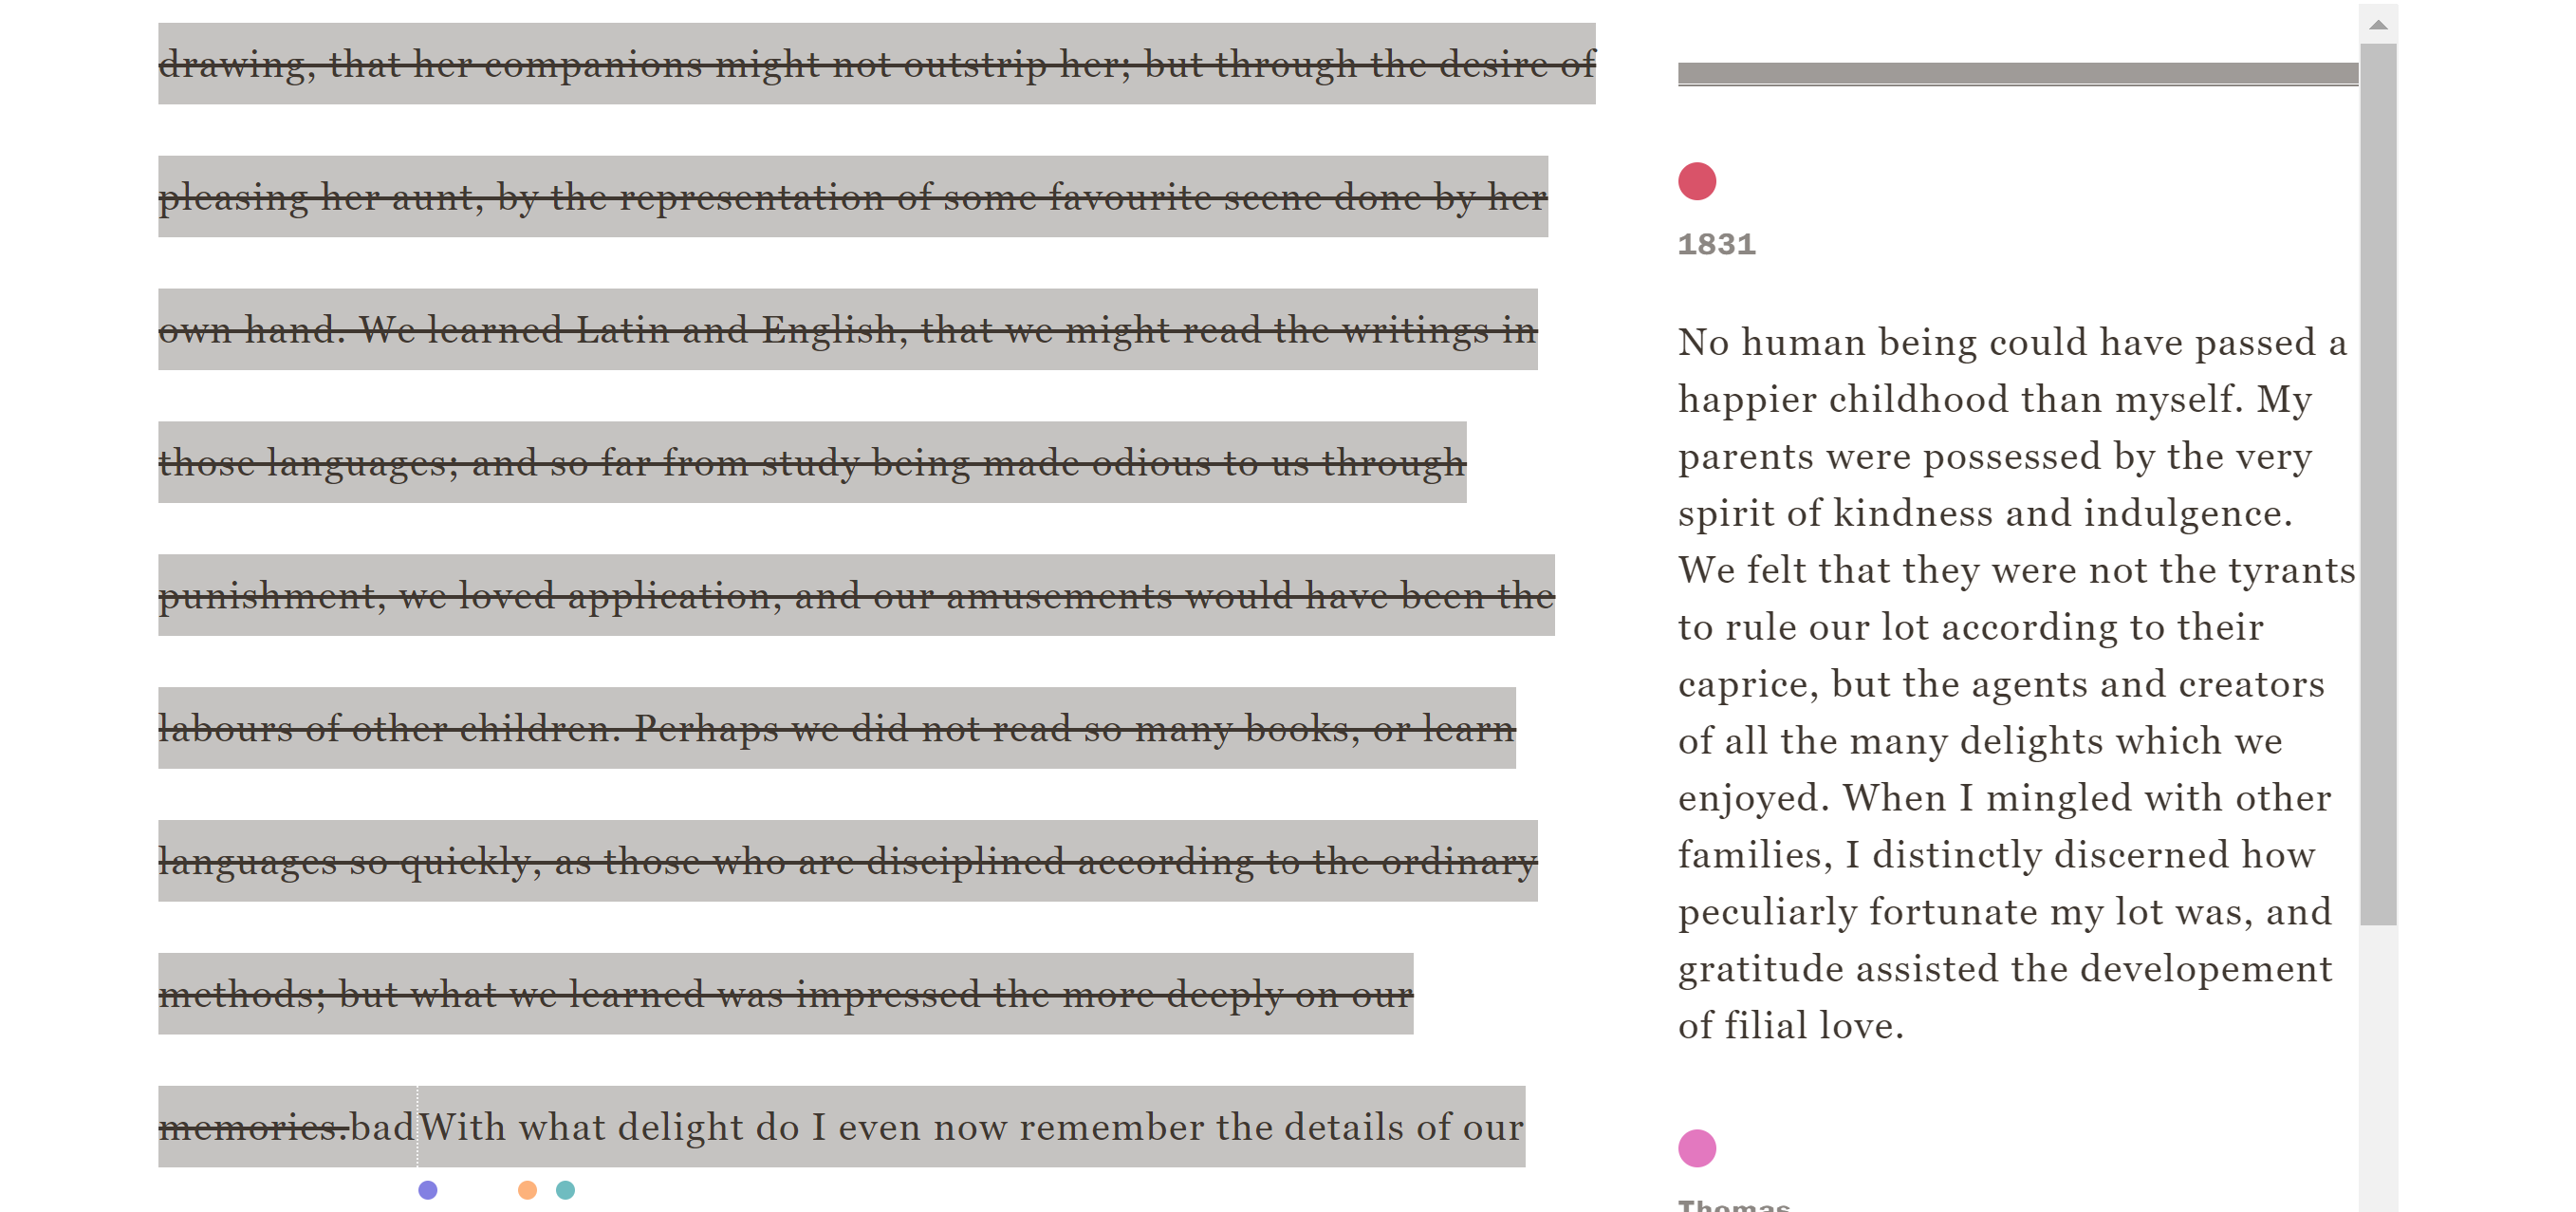 drawing, that her companions might not outstrip her; but through the desire of
pleasing her aunt, by the representation of some favourite scene done by her
own hand. We learned Latin and English, that we might read the writings in
those languages; and so far from study being made odious to us through
punishment, we loved application, and our amusements would have been the
labours of other children. Perhaps we did not read so many books, or learn
languages so quickly, as those who are disciplined according to the ordinary
methods; but what we learned was impressed the more deeply on our
memories.bad With what delight do I even now remember the details of our
1831
No human being could have passed a
happier childhood than myself. My
parents were possessed by the very
spirit of kindness and indulgence.
We felt that they were not the tyrants
to rule our lot according to their
caprice, but the agents and creators
of all the many delights which we
enjoyed. When I mingled with other
families, I distinctly discerned how
peculiarly fortunate my lot was, and
gratitude assisted the developement
of filial love.
Thomas